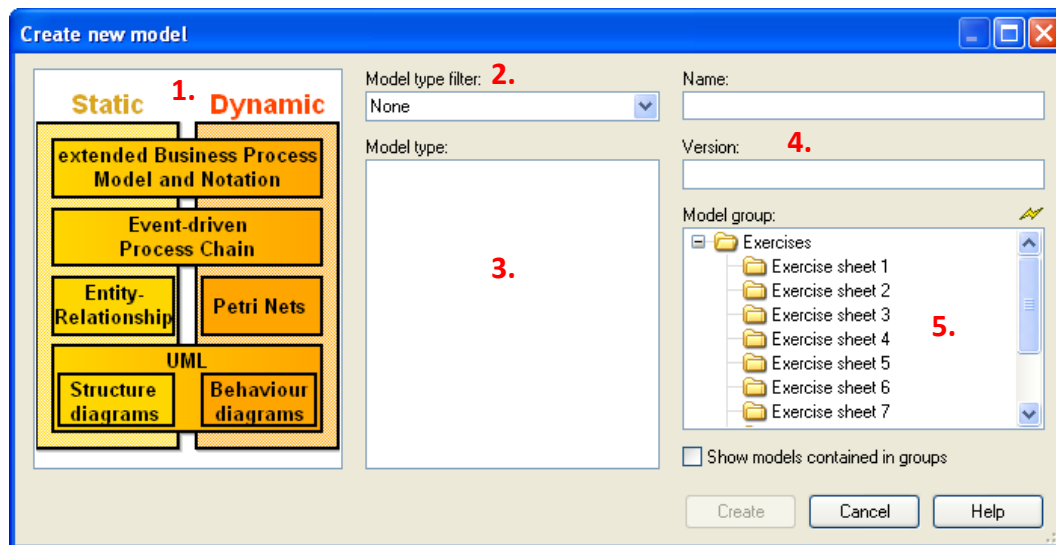 Create new model
1.
Static Dynamic
extended Business Process
Model and Notation
Event-driven
Process Chain
Entity-
Relationship
Petri Nets
UML
Structure
diagrams
Behaviour
diagrams
Model type filter: 2.
None
Model type:
3.
Name:
Version: 4.
Model group:
Exercises
Exercise sheet 1
Exercise sheet 2
Exercise sheet 3
Exercise sheet 4
Exercise sheet 5
Exercise sheet 6
Exercise sheet 7
5.
Show models contained in groups
Create Cancel Help